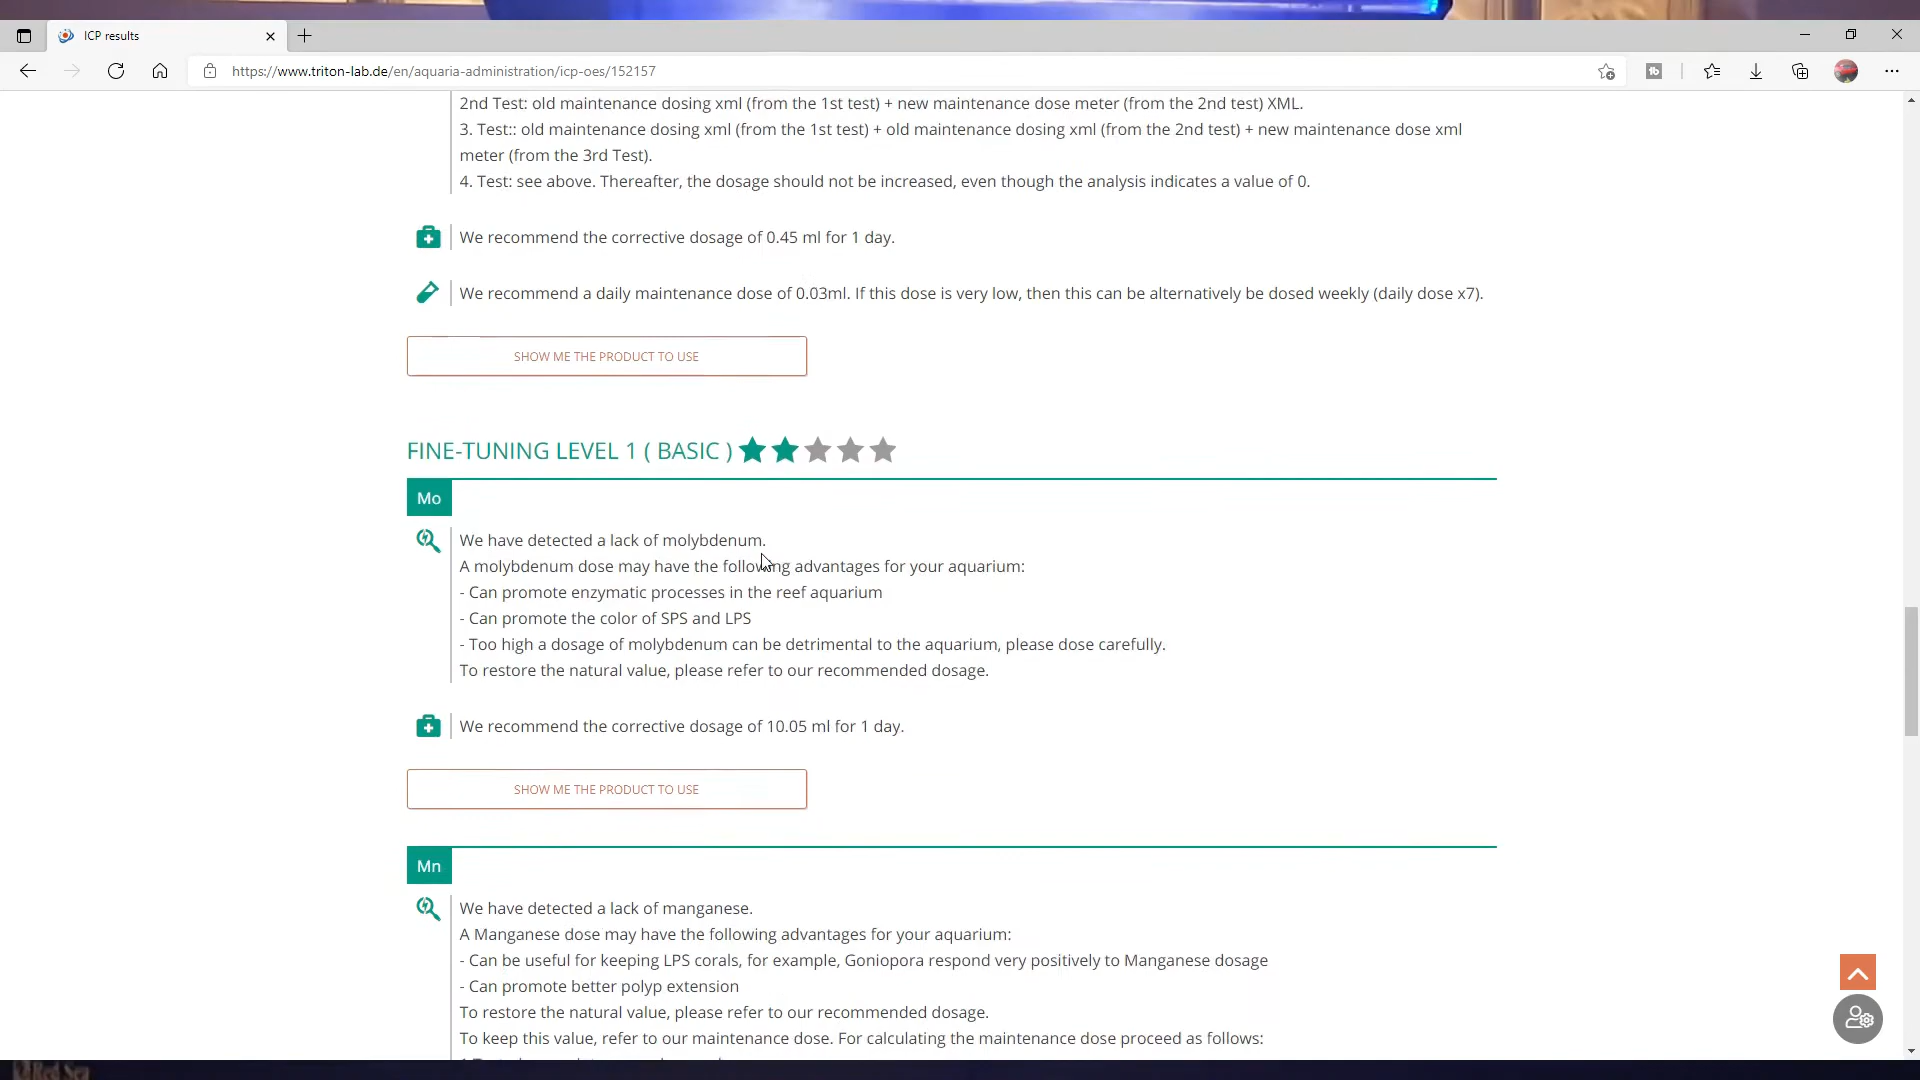 ICP results
https://www.triton-lab.de/en/aquaria-administration/icp-oes/152157
2nd Test: old maintenance dosing xml (from the 1st test) + new maintenance dose meter (from the 2nd test) XML.
3. Test:: old maintenance dosing xml (from the 1st test) + old maintenance dosing xml (from the 2nd test) + new maintenance dose xml
meter (from the 3rd Test).
4. Test: see above. Thereafter, the dosage should not be increased, even though the analysis indicates a value of 0.
We recommend the corrective dosage of 0.45 ml for 1 day.
We recommend a daily maintenance dose of 0.03ml. If this dose is very low, then this can be alternatively be dosed weekly (daily dose x7).
SHOW ME THE PRODUCT TO USE
FINE-TUNING LEVEL 1 ( BASIC )
Mo
We have detected a lack of molybdenum.
A molybdenum dose may have the following advantages for your aquarium:
- Can promote enzymatic processes in the reef aquarium
- Can promote the color of SPS and LPS
- Too high a dosage of molybdenum can be detrimental to the aquarium, please dose carefully.
To restore the natural value, please refer to our recommended dosage.
We recommend the corrective dosage of 10.05 ml for 1 day.
SHOW ME THE PRODUCT TO USE
Mn
We have detected a lack of manganese.
A Manganese dose may have the following advantages for your aquarium:
- Can be useful for keeping LPS corals, for example, Goniopora respond very positively to Manganese dosage
- Can promote better polyp extension
To restore the natural value, please refer to our recommended dosage.
To keep this value, refer to our maintenance dose. For calculating the maintenance dose proceed as follows:
Red Sea